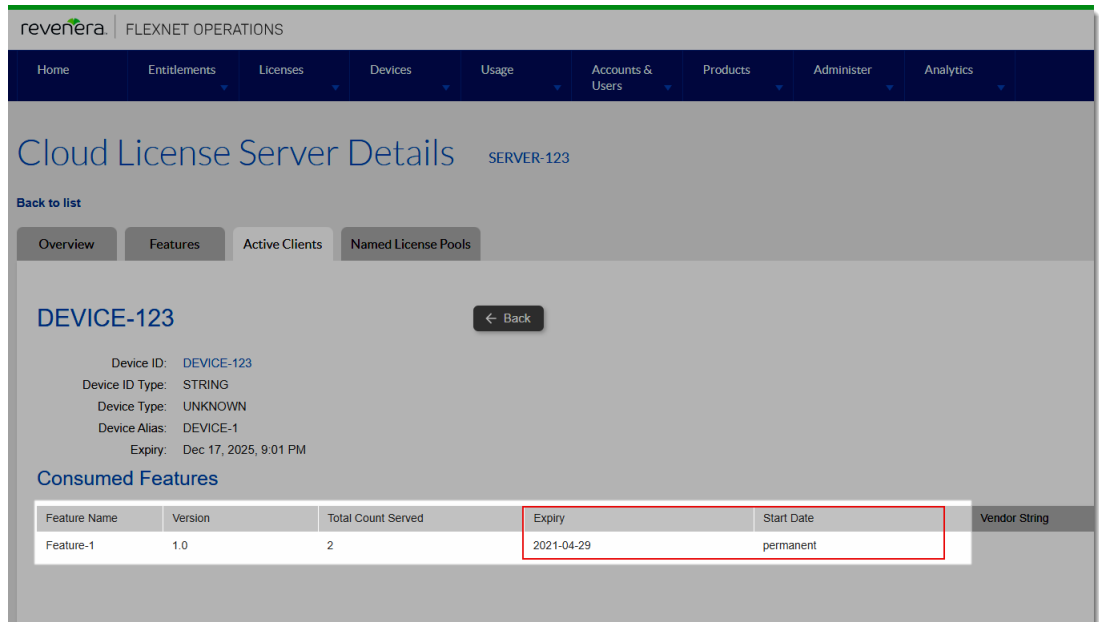 revenera. FLEXNET OPERATIONS
Home Entitlements Licenses Devices Usage Accounts & Users Products Administer Analytics
Cloud License Server Details SERVER-123
Back to list
Overview Features Active Clients Named License Pools
DEVICE-123 ← Back
Device ID: DEVICE-123
Device ID Type: STRING
Device Type: UNKNOWN
Device Alias: DEVICE-1
Expiry: Dec 17, 2025, 9:01 PM
Consumed Features
Feature Name Version Total Count Served Expiry Start Date Vendor String
Feature-1 1.0 2 2021-04-29 permanent